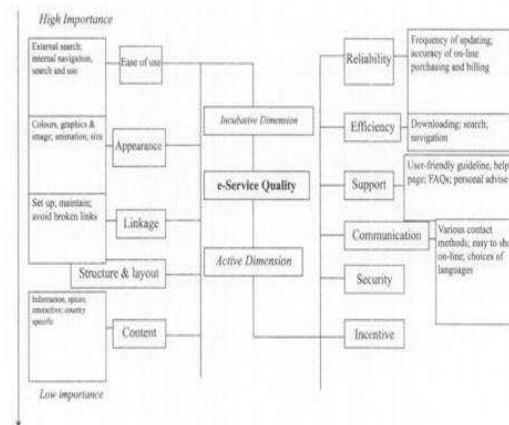 High Importance
External search;
internal navigation,
search and use
Ease of use
Colours, graphics &
image; animation; size
Appearance
Set up, maintain;
avoid broken links
Linkage
Structure & layout
Information, spices,
interactive; country
specific
Content
Low importance
Incubative Dimension
e-Service Quality
Active Dimension
Reliability
Frequency of updating;
accuracy of on-line
purchasing and billing
Efficiency
Downloading; search;
navigation
Support
User-friendly guideline, help
page; FAQs; personal advise
Communication
Various contact
methods; easy to
on-line; choices of
languages
Security
Incentive